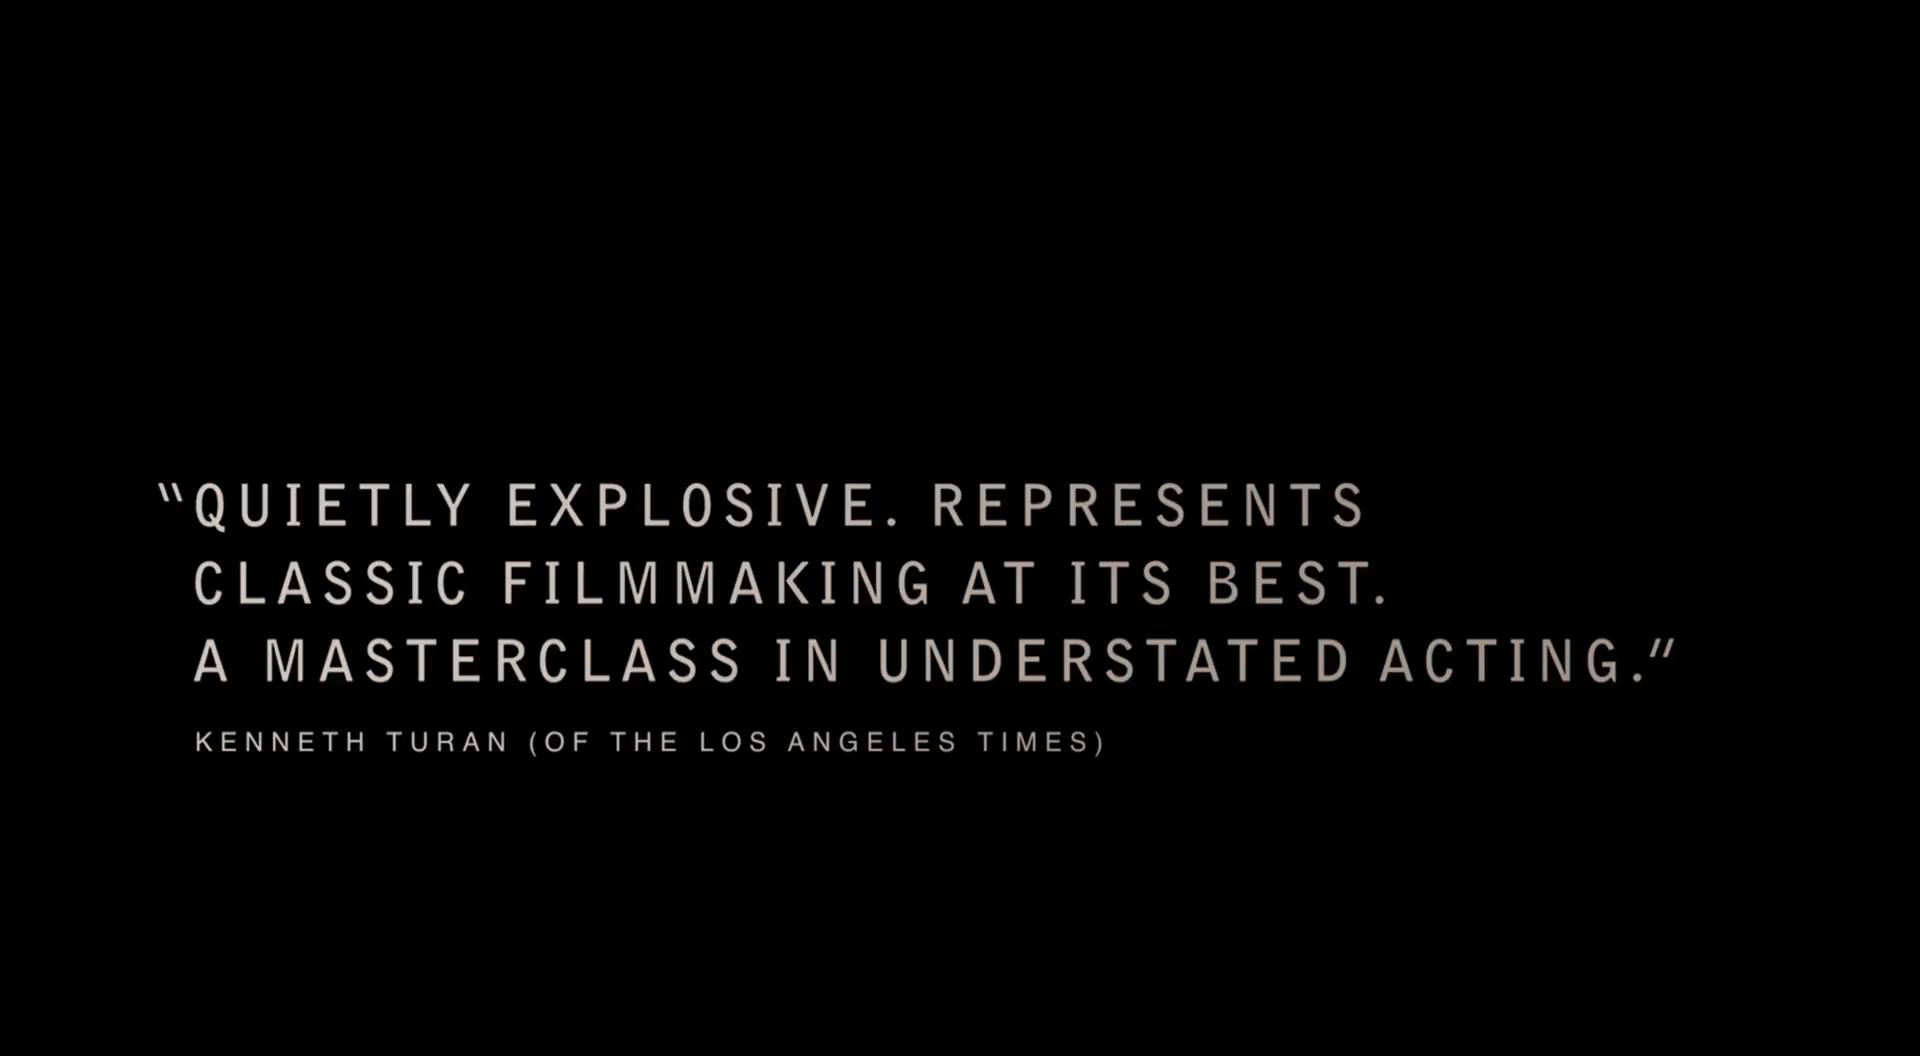 “QUIETLY EXPLOSIVE. REPRESENTS
CLASSIC FILMMAKING AT ITS BEST.
A MASTERCLASS IN UNDERSTATED ACTING.”
KENNETH TURAN (OF THE LOS ANGELES TIMES)